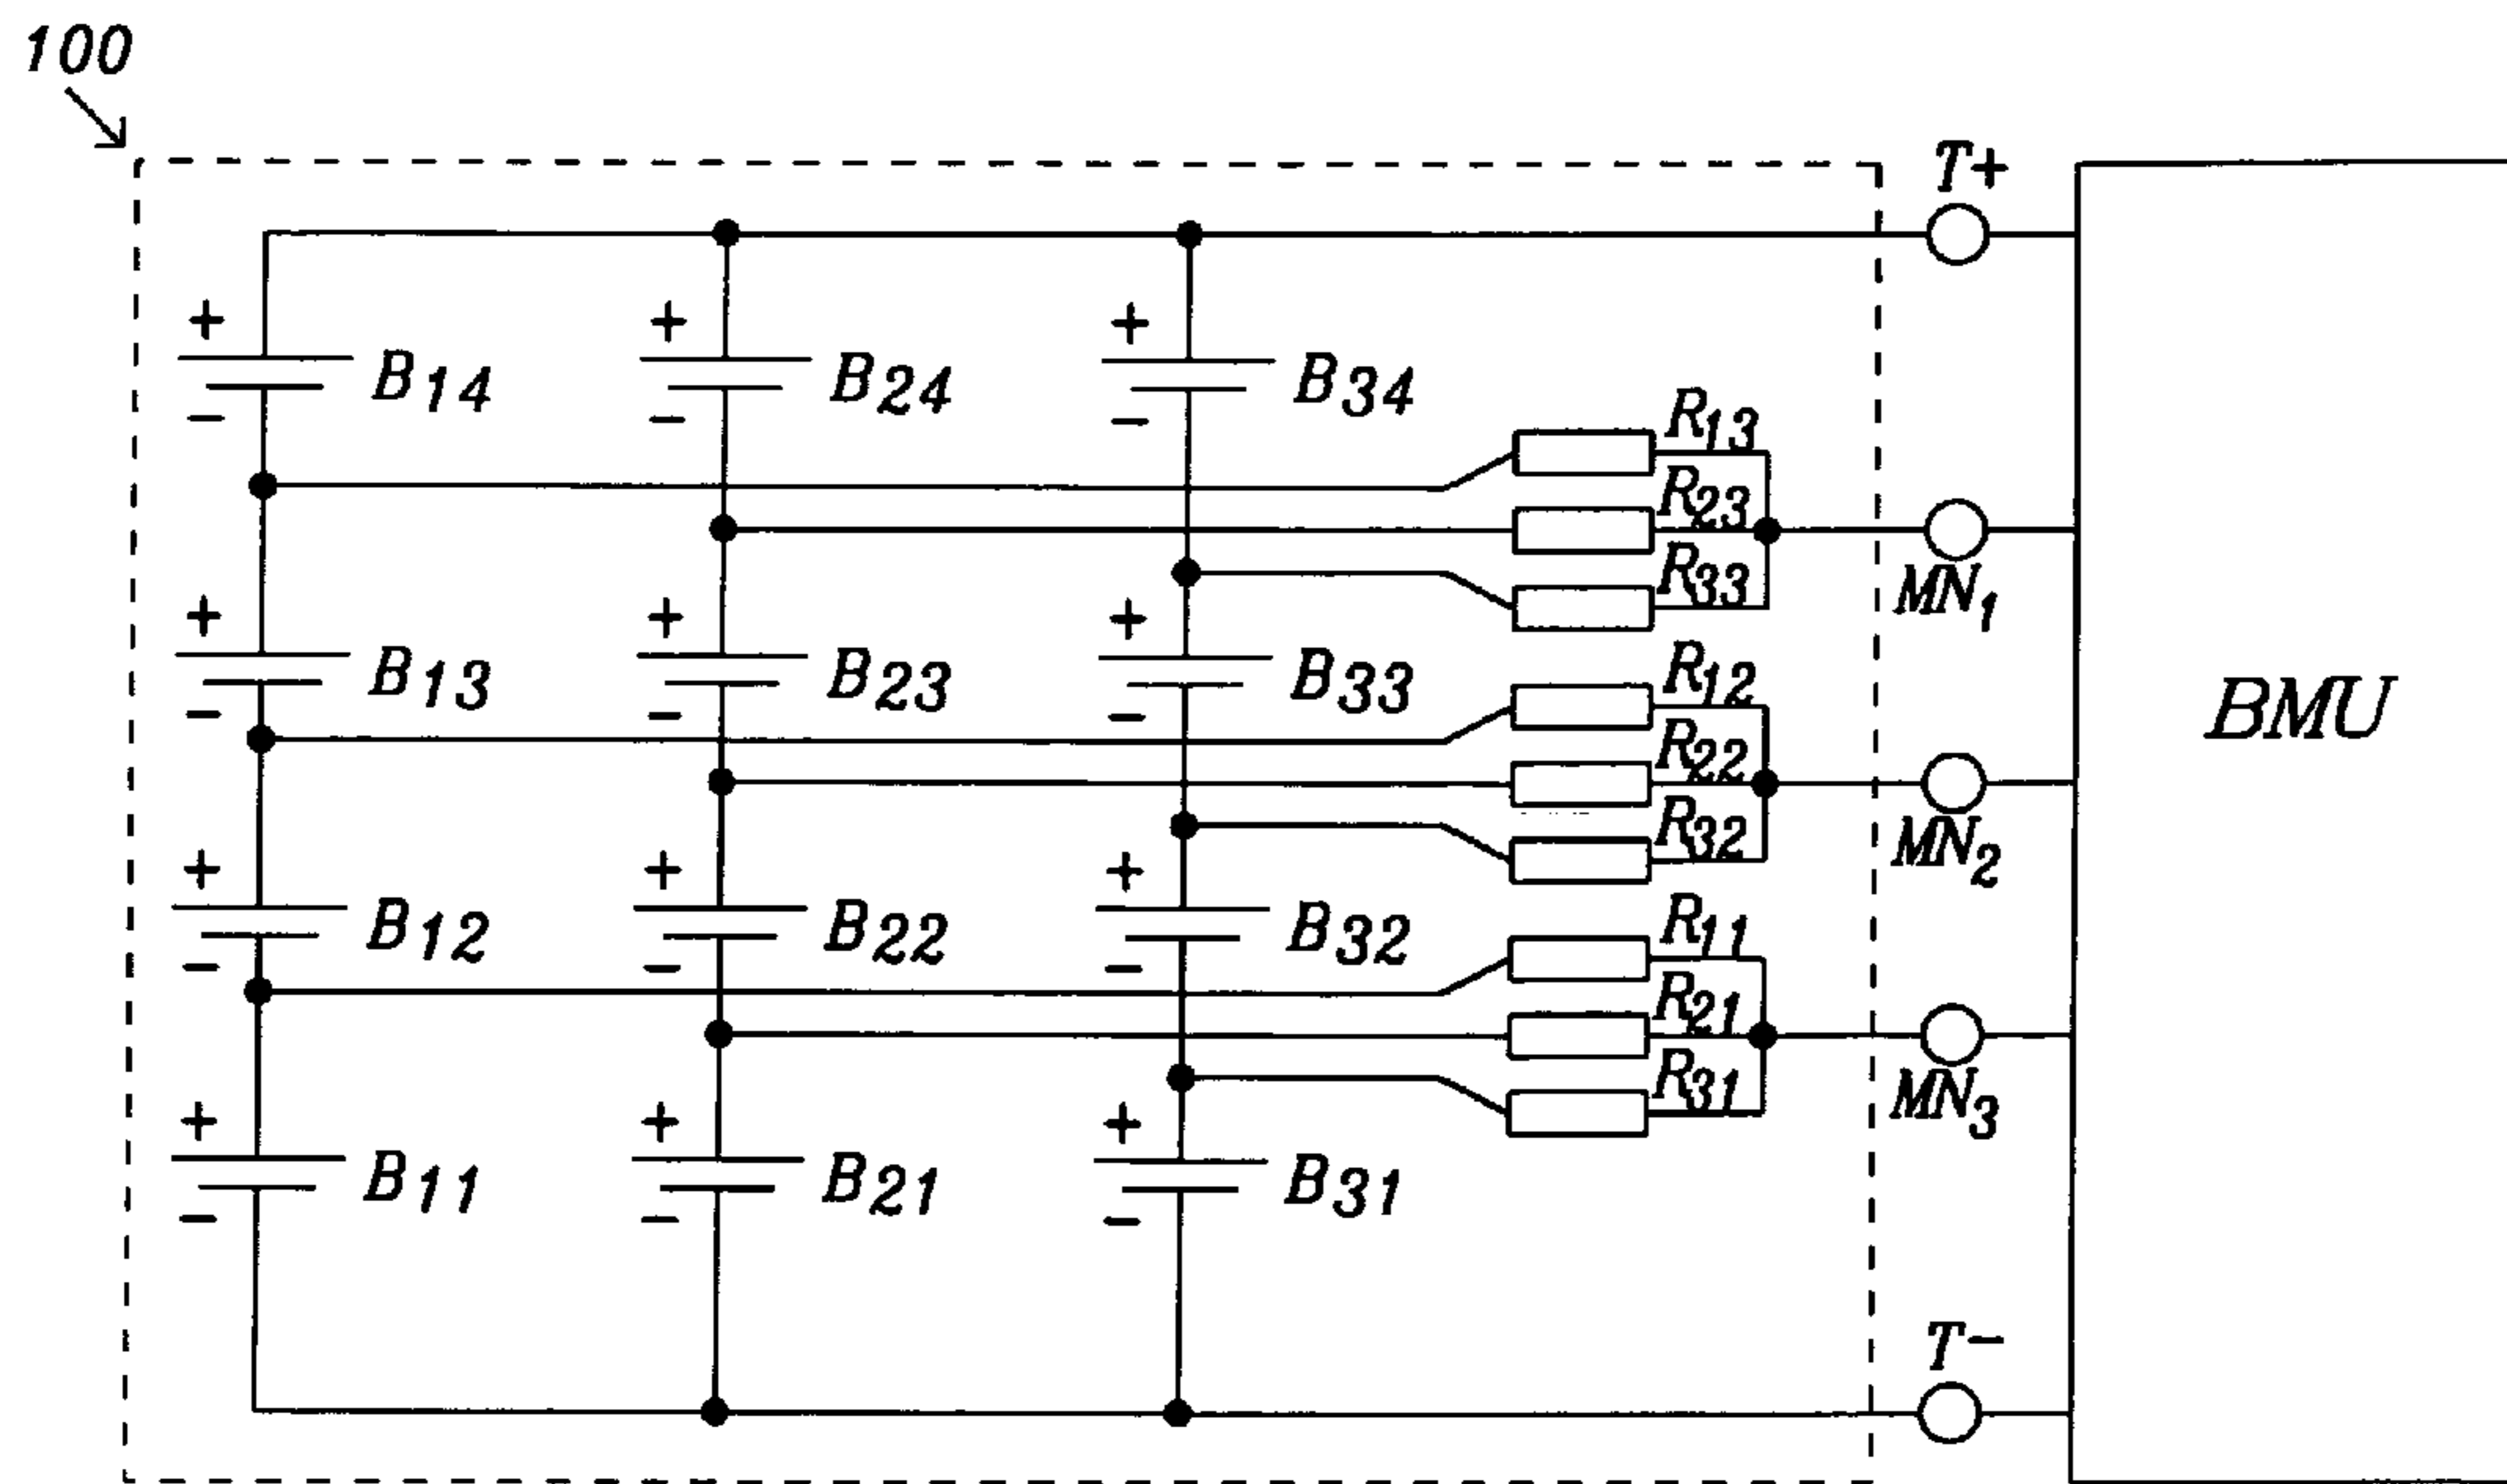 100
T+
+ + +
B14 B24 B34
- - -
R13
R23
R33
MN1
+ + +
B13 B23 B33
- - -
R12
R22
R32
MN2
BMU
+ + +
B12 B22 B32
- - -
R11
R21
R31
MN3
+ + +
B11 B21 B31
- - -
T-